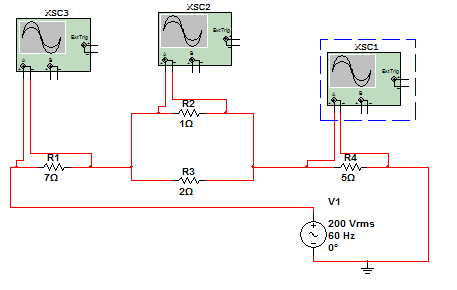 XSC3
XSC2
XSC1
Ext Trig
A
B
Ext Trig
A
B
Ext Trig
A
B
R1
7Ω
R2
1Ω
R3
2Ω
R4
5Ω
V1
200 Vrms
60 Hz
0°